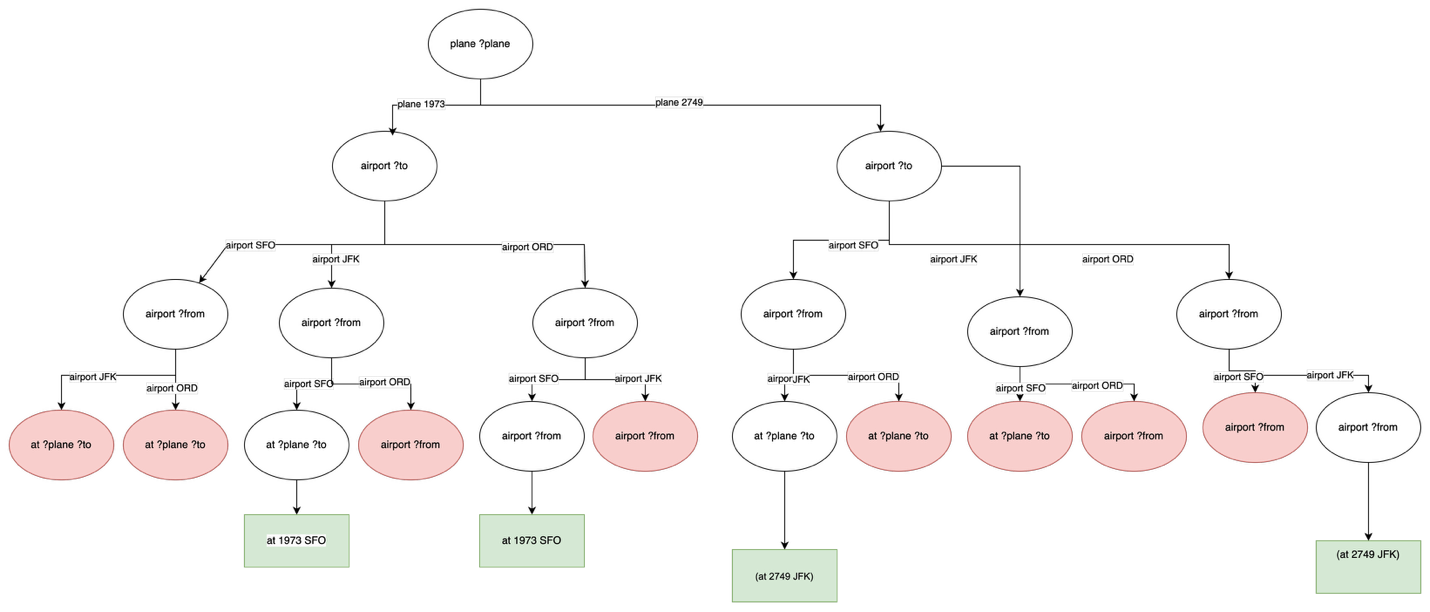 plane ?plane
plane 1973
plane 2749
airport ?to
airport ?to
airport SFO
airport JFK
airport ORD
airport SFO
airport JFK
airport ORD
airport ?from
airport ?from
airport ?from
airport ?from
airport ?from
airport ?from
airport JFK
airport ORD
airport SFO
airport ORD
airport SFO
airport JFK
airportJFK
airport ORD
airport SFO
airport ORD
airport SFO
airport JFK
at ?plane ?to
at ?plane ?to
at ?plane ?to
airport ?from
airport ?from
airport ?from
at ?plane ?to
at ?plane ?to
at ?plane ?to
airport ?from
airport ?from
airport ?from
at 1973 SFO
at 1973 SFO
(at 2749 JFK)
(at 2749 JFK)